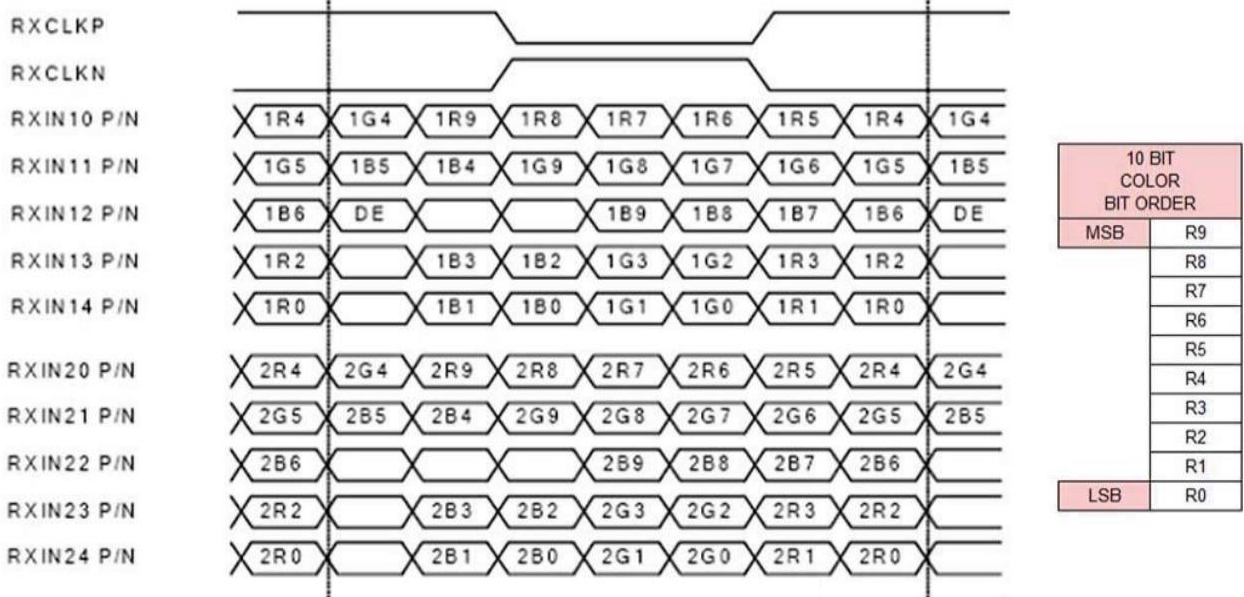 RXCLKP
RXCLKN
RXIN10 P/N 1R4 1G4 1R9 1R8 1R7 1R6 1R5 1R4 1G4
RXIN11 P/N 1G5 1B5 1B4 1G9 1G8 1G7 1G6 1G5 1B5
RXIN12 P/N 1B6 DE 1B9 1B8 1B7 1B6 DE
RXIN13 P/N 1R2 1B3 1B2 1G3 1G2 1R3 1R2
RXIN14 P/N 1R0 1B1 1B0 1G1 1G0 1R1 1R0
RXIN20 P/N 2R4 2G4 2R9 2R8 2R7 2R6 2R5 2R4 2G4
RXIN21 P/N 2G5 2B5 2B4 2G9 2G8 2G7 2G6 2G5 2B5
RXIN22 P/N 2B6 2B9 2B8 2B7 2B6
RXIN23 P/N 2R2 2B3 2B2 2G3 2G2 2R3 2R2
RXIN24 P/N 2R0 2B1 2B0 2G1 2G0 2R1 2R0
10 BIT
COLOR
BIT ORDER
MSB R9
R8
R7
R6
R5
R4
R3
R2
R1
LSB R0